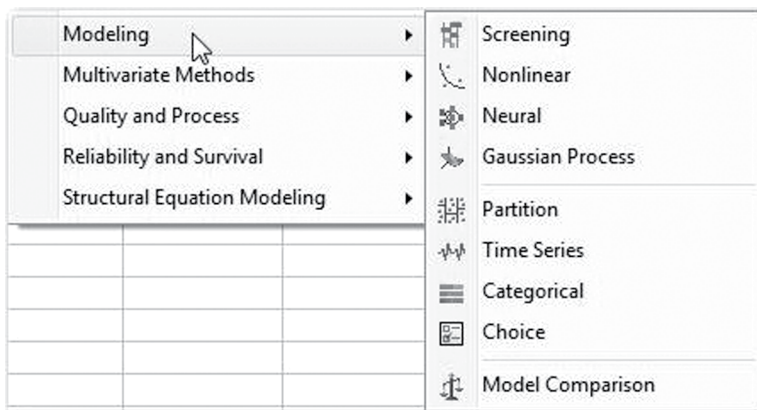 Modeling
Multivariate Methods
Quality and Process
Reliability and Survival
Structural Equation Modeling
Screening
Nonlinear
Neural
Gaussian Process
Partition
Time Series
Categorical
Choice
Model Comparison